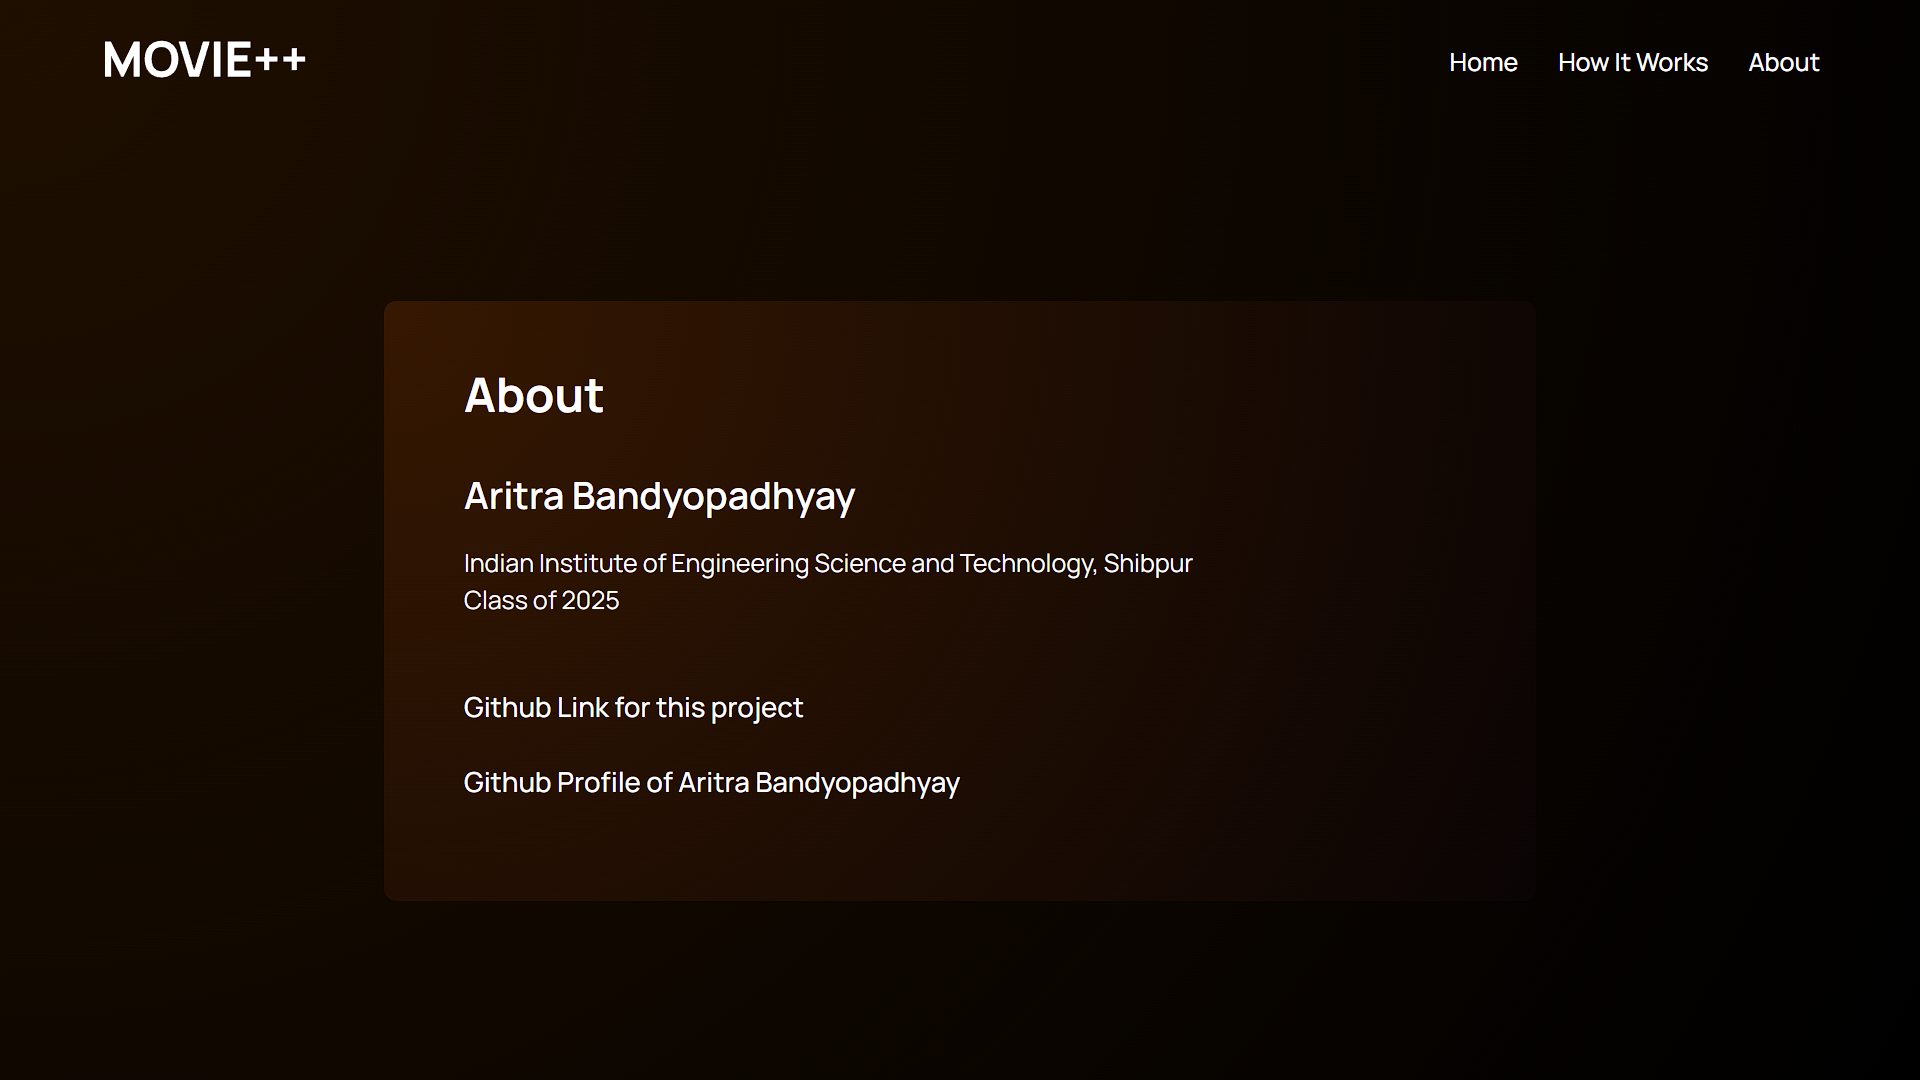 MOVIE++
Home
How It Works
About
About
Aritra Bandyopadhyay
Indian Institute of Engineering Science and Technology, Shibpur
Class of 2025
Github Link for this project
Github Profile of Aritra Bandyopadhyay